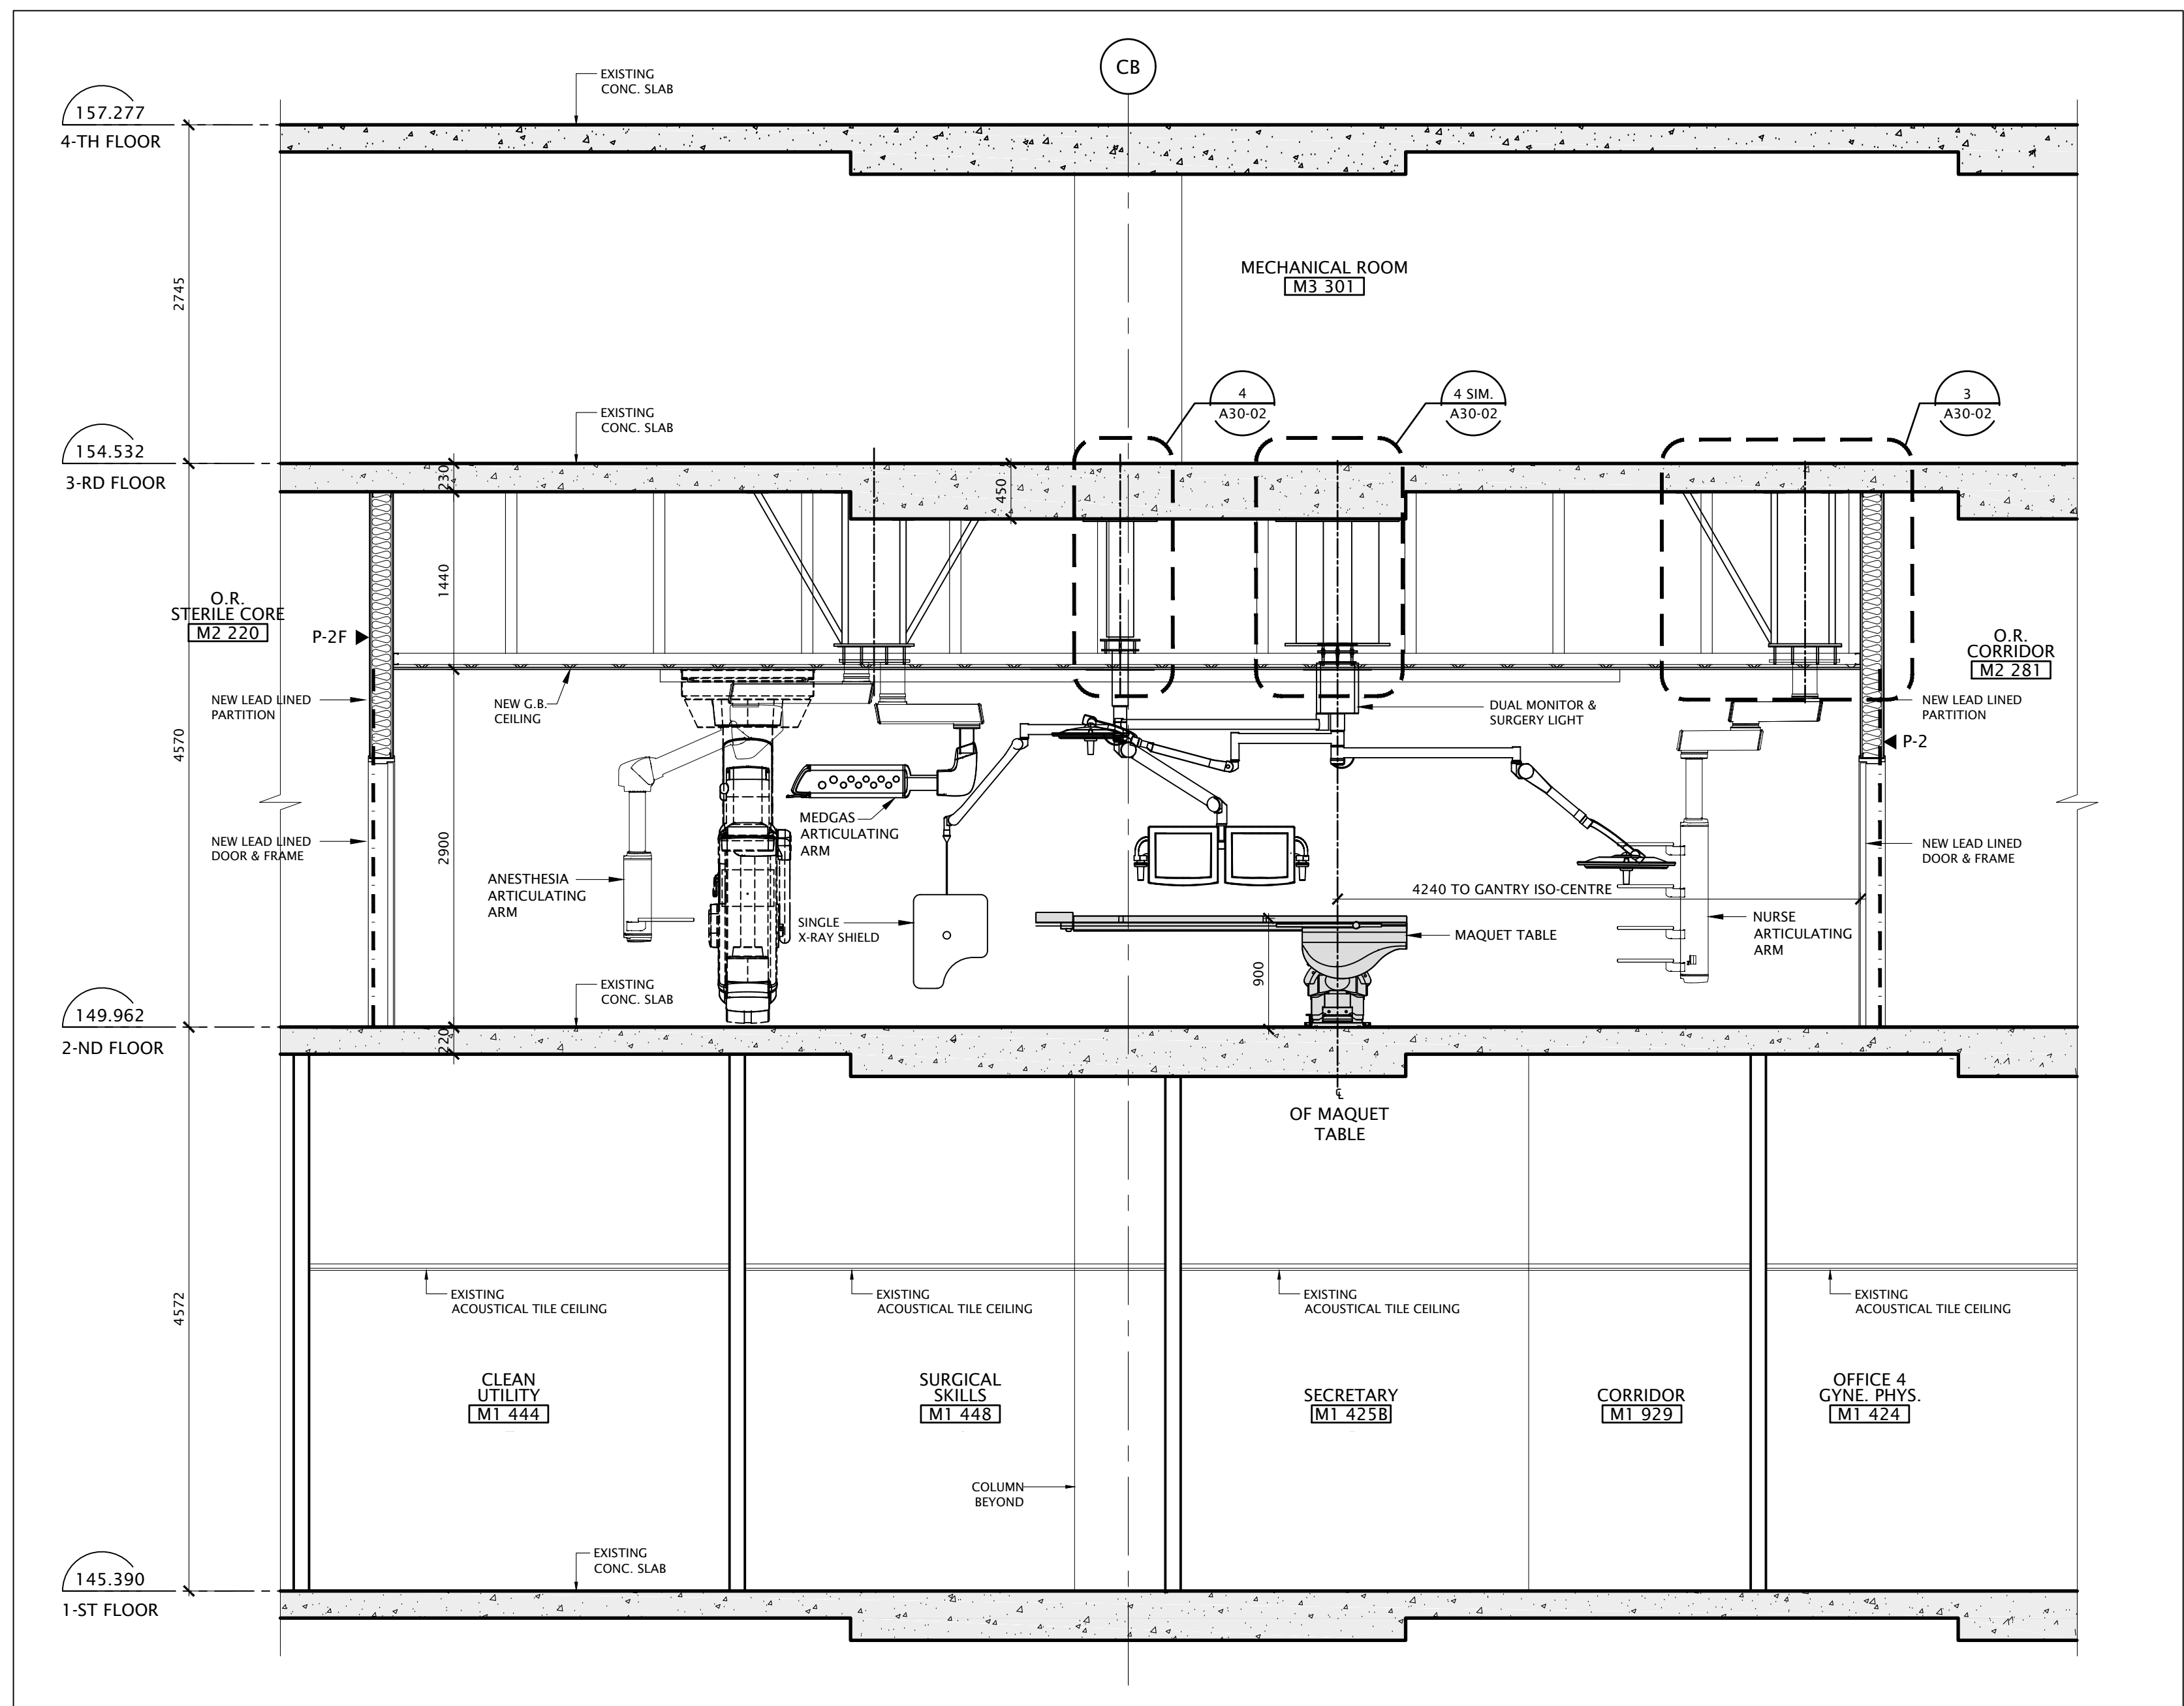 CB
EXISTING
CONC. SLAB
157.277
4-TH FLOOR
2745
MECHANICAL ROOM
M3 301
4
A30-02
4 SIM.
A30-02
3
A30-02
EXISTING
CONC. SLAB
154.532
3-RD FLOOR
230
450
1440
O.R.
STERILE CORE
M2 220
P-2F
O.R.
CORRIDOR
M2 281
NEW LEAD LINED
PARTITION
NEW G.B.
CEILING
DUAL MONITOR &
SURGERY LIGHT
NEW LEAD LINED
PARTITION
P-2
4570
2900
NEW LEAD LINED
DOOR & FRAME
MEDGAS
ARTICULATING
ARM
NEW LEAD LINED
DOOR & FRAME
ANESTHESIA
ARTICULATING
ARM
4240 TO GANTRY ISO-CENTRE
SINGLE
X-RAY SHIELD
MAQUET TABLE
NURSE
ARTICULATING
ARM
900
EXISTING
CONC. SLAB
149.962
2-ND FLOOR
220
℄
OF MAQUET
TABLE
4572
EXISTING
ACOUSTICAL TILE CEILING
EXISTING
ACOUSTICAL TILE CEILING
EXISTING
ACOUSTICAL TILE CEILING
EXISTING
ACOUSTICAL TILE CEILING
CLEAN
UTILITY
M1 444
SURGICAL
SKILLS
M1 448
SECRETARY
M1 425B
CORRIDOR
M1 929
OFFICE 4
GYNE. PHYS.
M1 424
COLUMN
BEYOND
EXISTING
CONC. SLAB
145.390
1-ST FLOOR